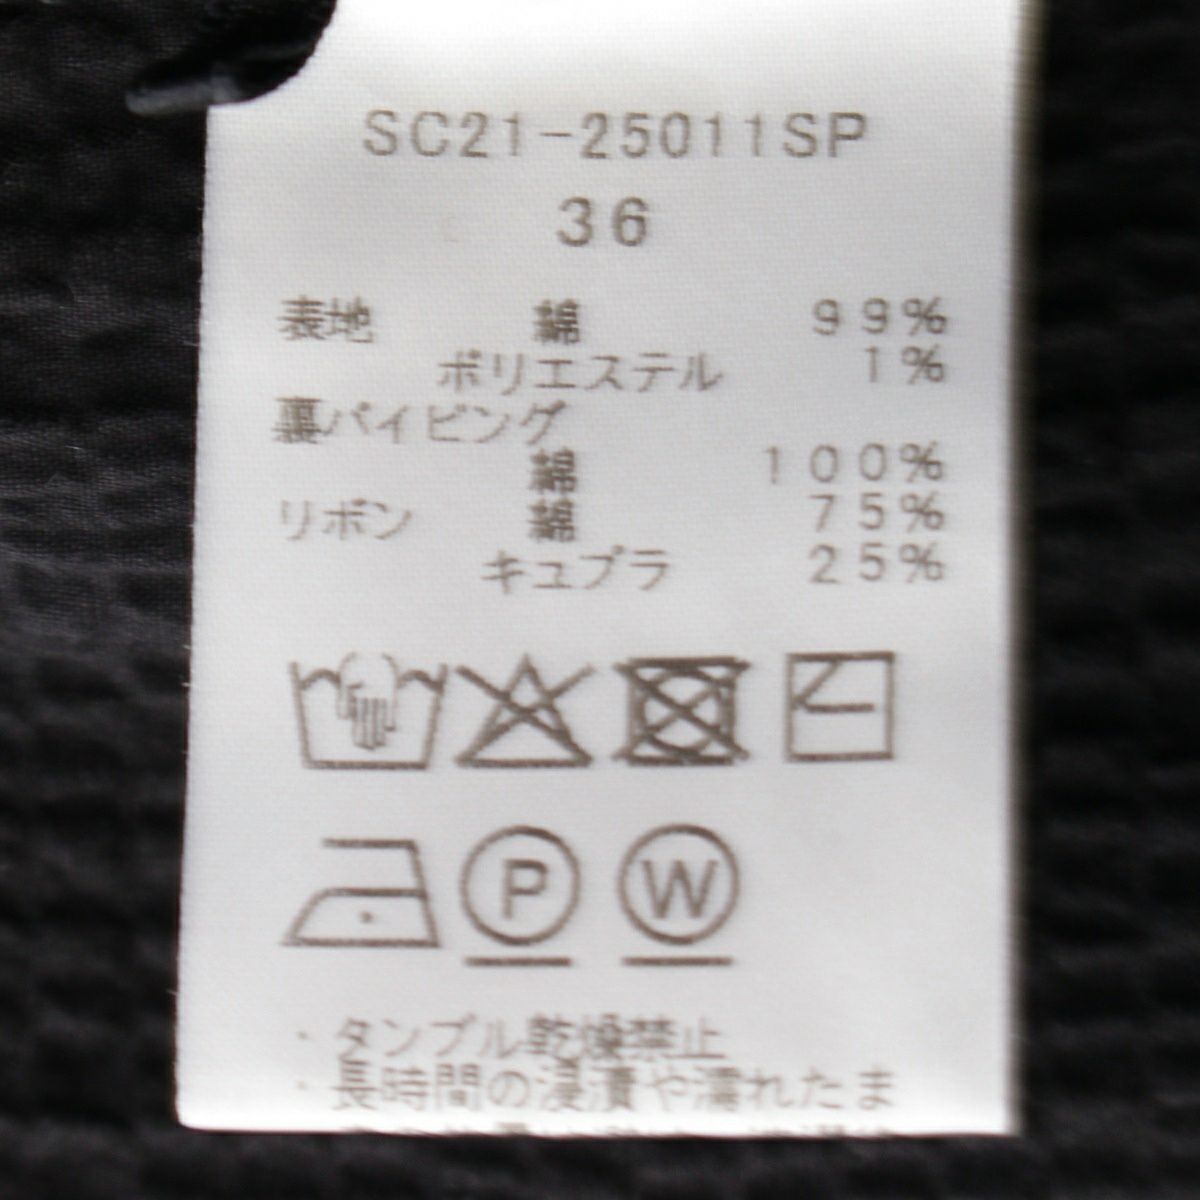 SC21-25011SP
36
表地 綿 99%
ポリエステル 1%
裏パイピング
綿 100%
リボン 綿 75%
キュプラ 25%
P W
・タンブル乾燥禁止
・長時間の浸漬や濡れたま